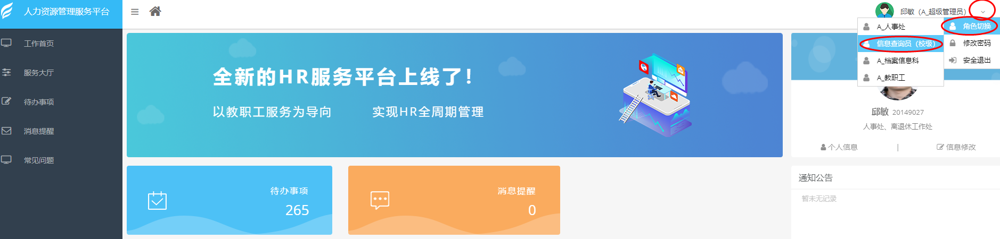 人力资源管理服务平台
邱敏（A_超级管理员）
工作首页
服务大厅
待办事项
消息提醒
常见问题
全新的HR服务平台上线了！
以教职工服务为导向 实现HR全周期管理
A_人事处
信息查询员（校级）
A_档案信息科
A_教职工
角色切换
修改密码
安全退出
邱敏 20149027
人事处、离退休工作处
个人信息 | 信息修改
待办事项
265
消息提醒
0
通知公告
暂未无记录